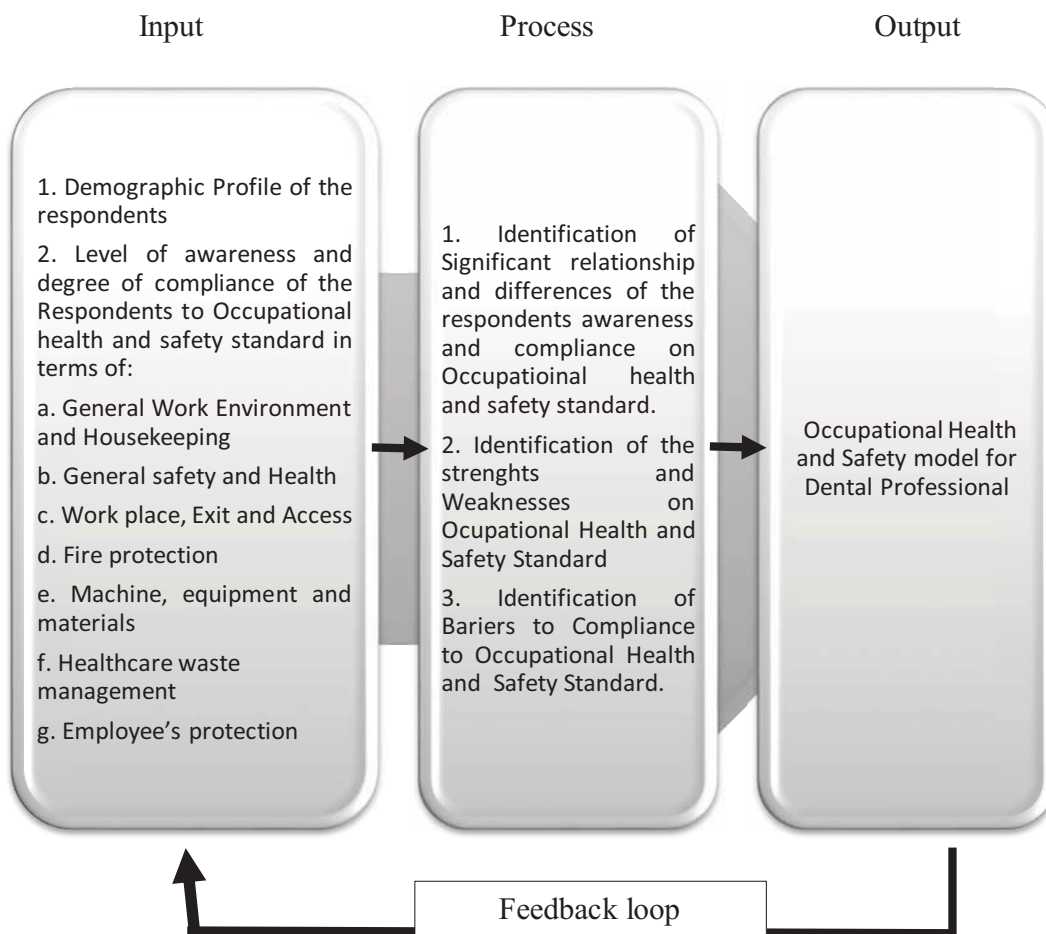 Input
Process
Output
1. Demographic Profile of the
respondents
2. Level of awareness and
degree of compliance of the
Respondents to Occupational
health and safety standard in
terms of:
a. General Work Environment
and Housekeeping
b. General safety and Health
c. Work place, Exit and Access
d. Fire protection
e. Machine, equipment and
materials
f. Healthcare waste
management
g. Employee’s protection
1. Identification of
Significant relationship
and differences of the
respondents awareness
and compliance on
Occupatioinal health
and safety standard.
2. Identification of the
strenghts and
Weaknesses on
Ocupational Health and
Safety Standard
3. Identification of
Bariers to Compliance
to Occupational Health
and Safety Standard.
Occupational Health
and Safety model for
Dental Professional
Feedback loop